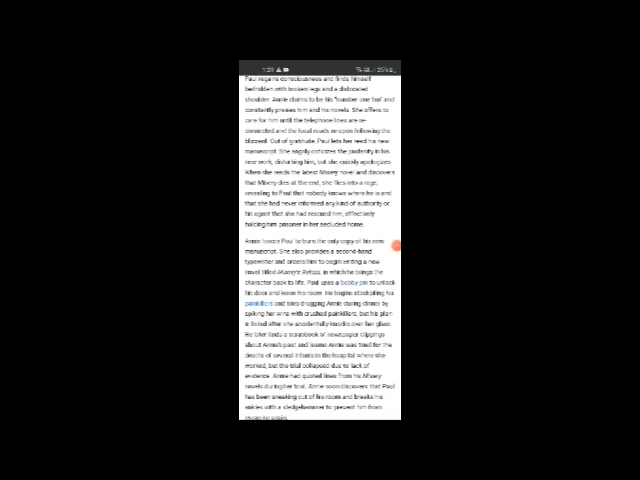 1:29
Paul regains consciousness and finds himself
bedridden with broken legs and a dislocated
shoulder. Annie claims to be his "number one fan" and
constantly praises him and his novels. She offers to
care for him until the telephone lines are re-
connected and the local roads re-open following the
blizzard. Out of gratitude, Paul lets her read his new
manuscript. She angrily criticizes the profanity in his
new work, disturbing him, but she quickly apologizes.
When she reads the latest Misery novel and discovers
that Misery dies at the end, she flies into a rage,
revealing to Paul that nobody knows where he is and
that she had never informed any kind of authority or
his agent that she had rescued him, effectively
holding him prisoner in her secluded home.
Annie forces Paul to burn the only copy of his new
manuscript. She also provides a second-hand
typewriter and orders him to begin writing a new
novel titled Misery's Return, in which she brings the
character back to life. Paul uses a bobby pin to unlock
his door and leave his room. He begins stockpiling his
painkillers and tries drugging Annie during dinner by
spiking her wine with crushed painkillers, but his plan
is foiled after she accidentally knocks over her glass.
He later finds a scrapbook of newspaper clippings
about Annie's past and learns Annie was tried for the
deaths of several infants in the hospital where she
worked, but the trial collapsed due to lack of
evidence. Annie had quoted lines from his Misery
novels during her trial. Annie soon discovers that Paul
has been sneaking out of his room and breaks his
ankles with a sledgehammer to prevent him from
escaping again.